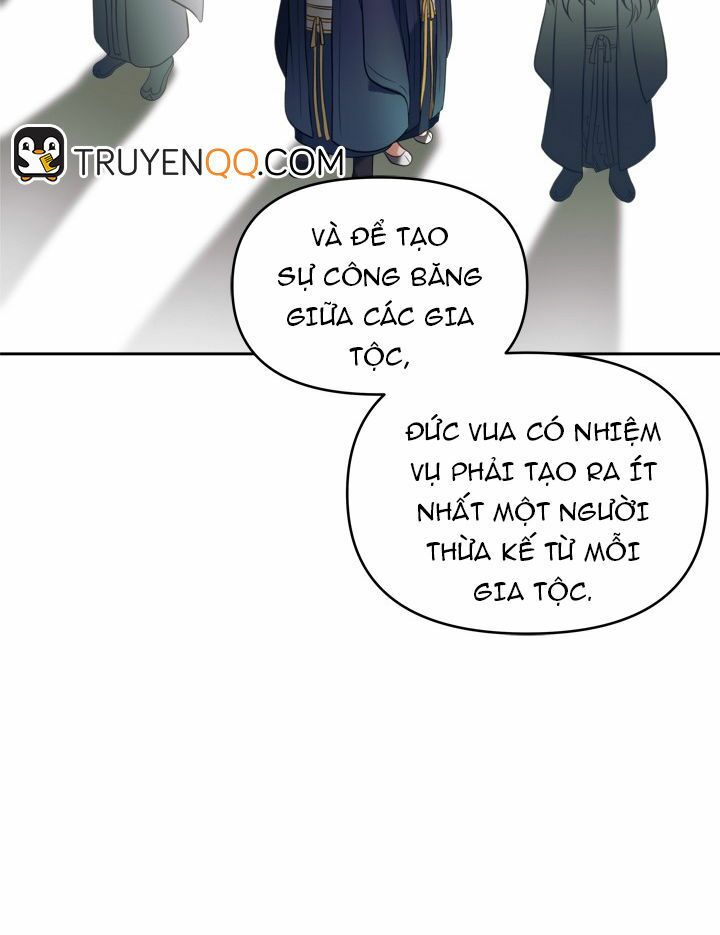 TRUYENQQ.COM
VÀ ĐỂ TẠO
SỰ CÔNG BĂNG
GIỮA CÁC GIA
TỘC,
ĐỨC VUA CÓ NHIỆM
VỤ PHẢI TẠO RA ÍT
NHẤT MỘT NGƯỜI
THỪA KẾ TỪ MỖI
GIA TỘC.